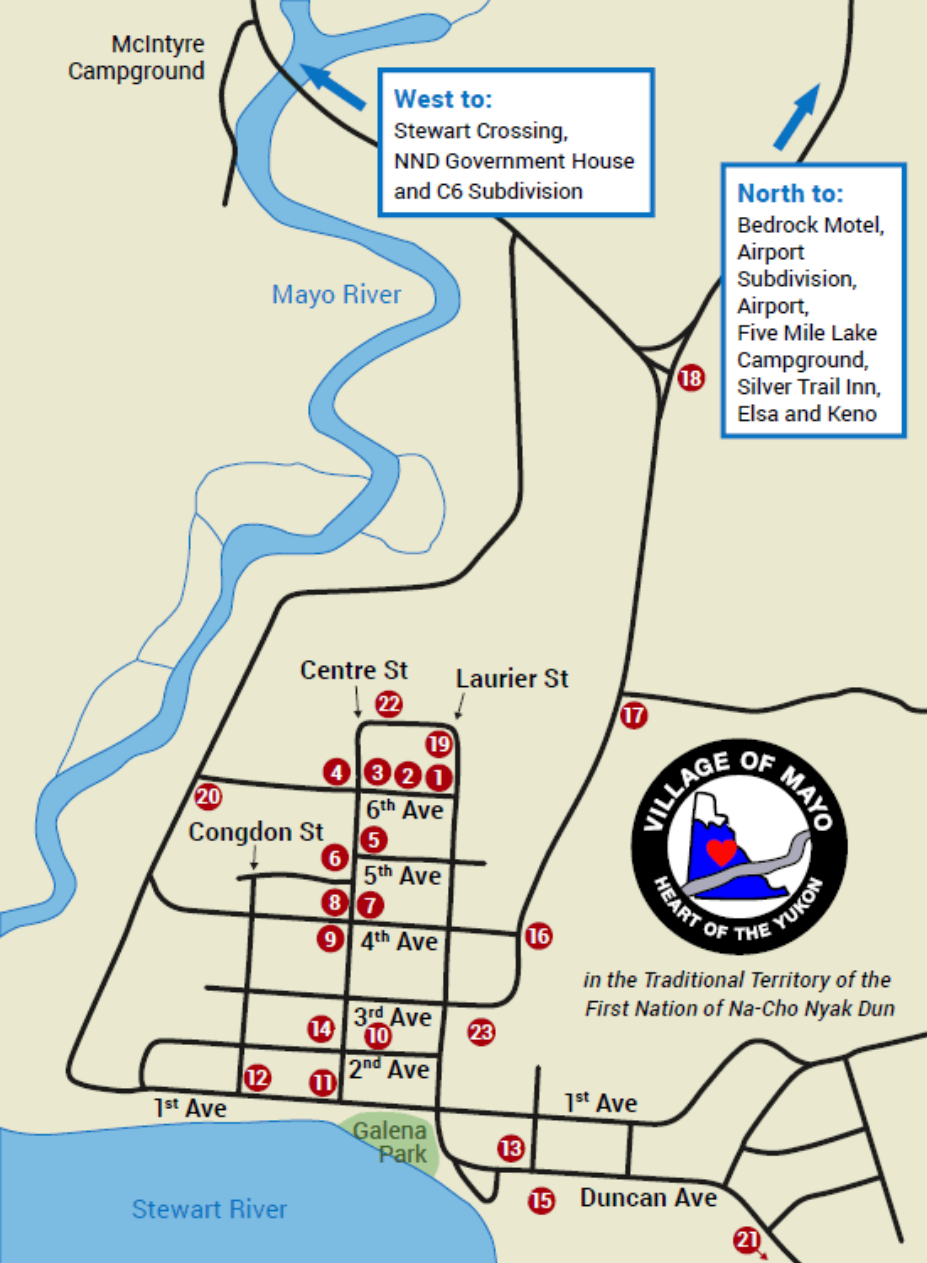 McIntyre
Campground
West to:
Stewart Crossing,
NND Government House
and C6 Subdivision
North to:
Bedrock Motel,
Airport
Subdivision,
Airport,
Five Mile Lake
Campground,
Silver Trail Inn,
Elsa and Keno
Mayo River
18
Centre St
Laurier St
22
17
19
4
3
2
1
20
6th Ave
Congdon St
5
6
5th Ave
8
7
9
4th Ave
16
VILLAGE OF MAYO
HEART OF THE YUKON
in the Traditional Territory of the
First Nation of Na-Cho Nyak Dun
3rd Ave
14
10
23
2nd Ave
12
11
1st Ave
1st Ave
Galena
Park
13
15
Duncan Ave
Stewart River
21